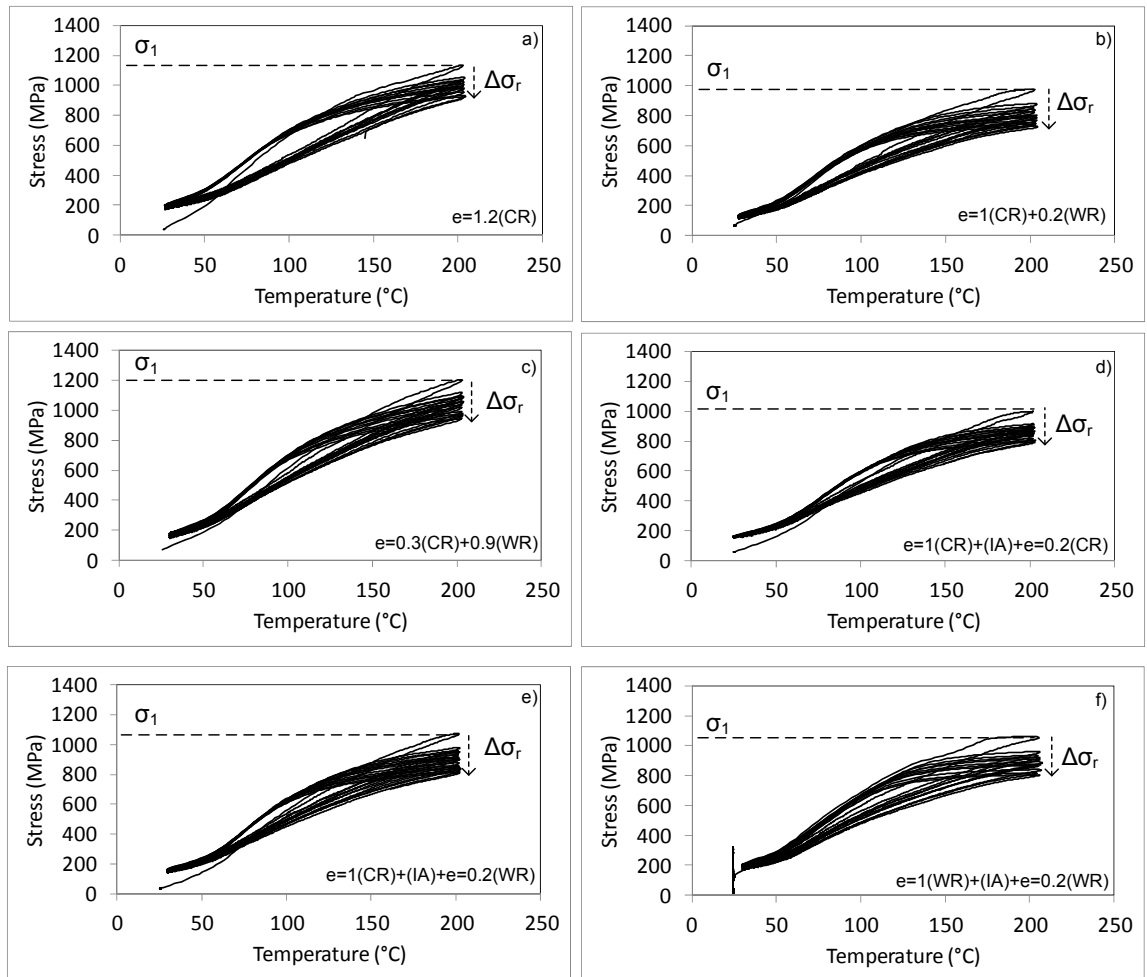 a)
1400
1200
1000
800
600
400
200
0
Stress (MPa)
σ1
Δσr
e=1.2(CR)
0 50 100 150 200 250
Temperature (°C)
b)
1400
1200
1000
800
600
400
200
0
Stress (MPa)
σ1
Δσr
e=1(CR)+0.2(WR)
0 50 100 150 200 250
Temperature (°C)
c)
1400
1200
1000
800
600
400
200
0
Stress (MPa)
σ1
Δσr
e=0.3(CR)+0.9(WR)
0 50 100 150 200 250
Temperature (°C)
d)
1400
1200
1000
800
600
400
200
0
Stress (MPa)
σ1
Δσr
e=1(CR)+(IA)+e=0.2(CR)
0 50 100 150 200 250
Temperature (°C)
e)
1400
1200
1000
800
600
400
200
0
Stress (MPa)
σ1
Δσr
e=1(CR)+(IA)+e=0.2(WR)
0 50 100 150 200 250
Temperature (°C)
f)
1400
1200
1000
800
600
400
200
0
Stress (MPa)
σ1
Δσr
e=1(WR)+(IA)+e=0.2(WR)
0 50 100 150 200 250
Temperature (°C)